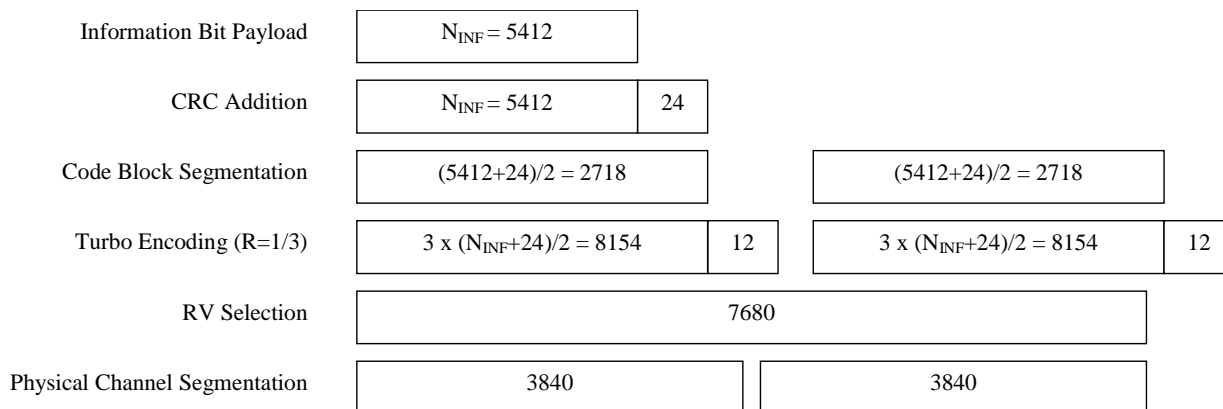 Information Bit Payload N_INF = 5412
CRC Addition N_INF = 5412 24
Code Block Segmentation (5412+24)/2 = 2718 (5412+24)/2 = 2718
Turbo Encoding (R=1/3) 3 x (N_INF+24)/2 = 8154 12 3 x (N_INF+24)/2 = 8154 12
RV Selection 7680
Physical Channel Segmentation 3840 3840